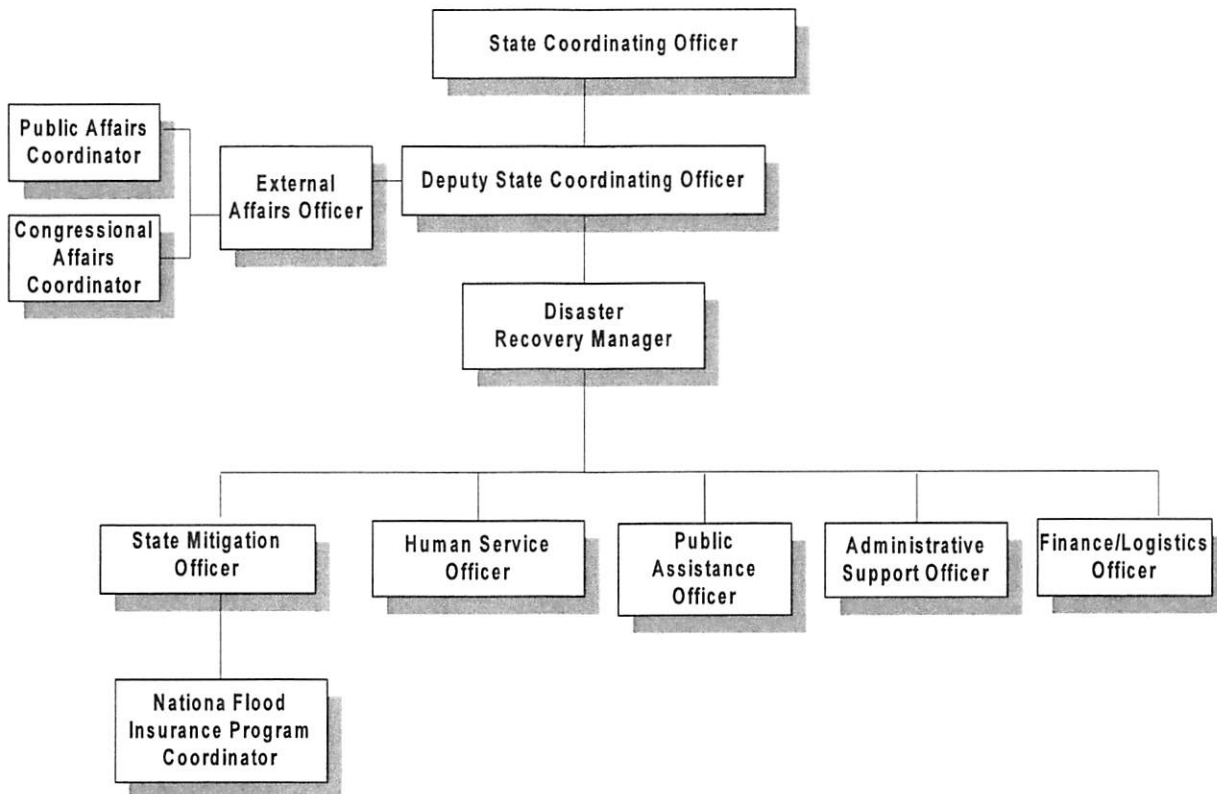 State Coordinating Officer
Public Affairs
Coordinator
External
Affairs Officer
Deputy State Coordinating Officer
Congressional
Affairs
Coordinator
Disaster
Recovery Manager
State Mitigation
Officer
Human Service
Officer
Public
Assistance
Officer
Administrative
Support Officer
Finance/Logistics
Officer
Nationa Flood
Insurance Program
Coordinator